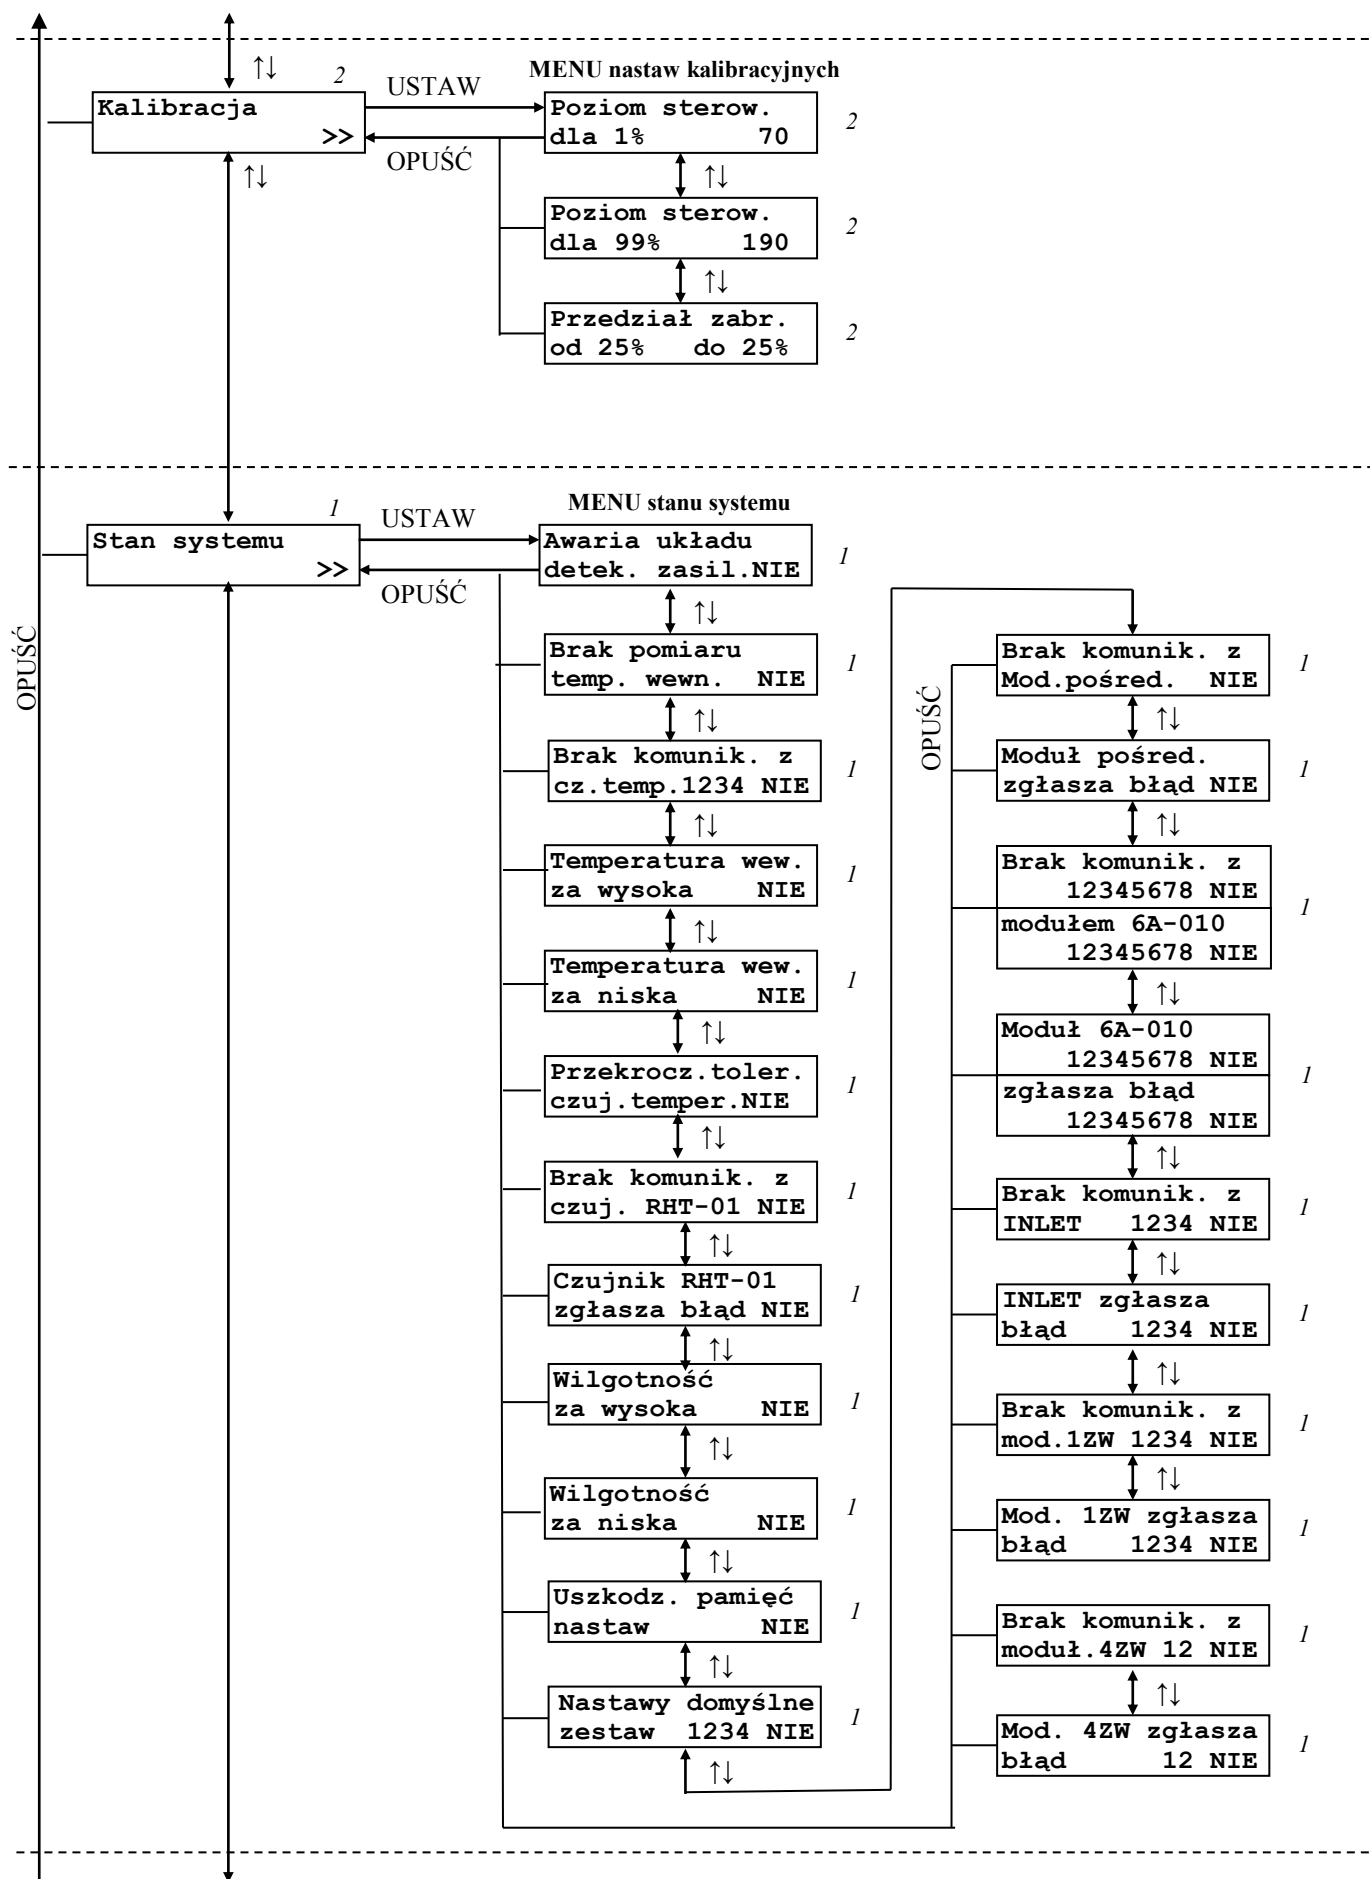 ↑↓
2
MENU nastaw kalibracyjnych
Kalibracja
>>
USTAW
OPUŚĆ
Poziom sterow.
dla 1% 70
2
↑↓
↑↓
Poziom sterow.
dla 99% 190
2
↑↓
Przedział zabr.
od 25% do 25%
2
OPUŚĆ
1
MENU stanu systemu
Stan systemu
>>
USTAW
OPUŚĆ
Awaria układu
detek. zasil.NIE
1
↑↓
Brak pomiaru
temp. wewn. NIE
1
↑↓
Brak komunik. z
cz.temp.1234 NIE
1
↑↓
Temperatura wew.
za wysoka NIE
1
↑↓
Temperatura wew.
za niska NIE
1
↑↓
Przekrocz.toler.
czuj.temper.NIE
1
↑↓
Brak komunik. z
czuj. RHT-01 NIE
1
↑↓
Czujnik RHT-01
zgłasza błąd NIE
1
↑↓
Wilgotność
za wysoka NIE
1
↑↓
Wilgotność
za niska NIE
1
↑↓
Uszkodz. pamięć
nastaw NIE
1
↑↓
Nastawy domyślne
zestaw 1234 NIE
1
↑↓
OPUŚĆ
Brak komunik. z
Mod.pośred. NIE
1
↑↓
Moduł pośred.
zgłasza błąd NIE
1
↑↓
Brak komunik. z
12345678 NIE
modułem 6A-010
12345678 NIE
1
↑↓
Moduł 6A-010
12345678 NIE
zgłasza błąd
12345678 NIE
1
↑↓
Brak komunik. z
INLET 1234 NIE
1
↑↓
INLET zgłasza
błąd 1234 NIE
1
↑↓
Brak komunik. z
mod.1ZW 1234 NIE
1
↑↓
Mod. 1ZW zgłasza
błąd 1234 NIE
1
Brak komunik. z
moduł.4ZW 12 NIE
1
↑↓
Mod. 4ZW zgłasza
błąd 12 NIE
1